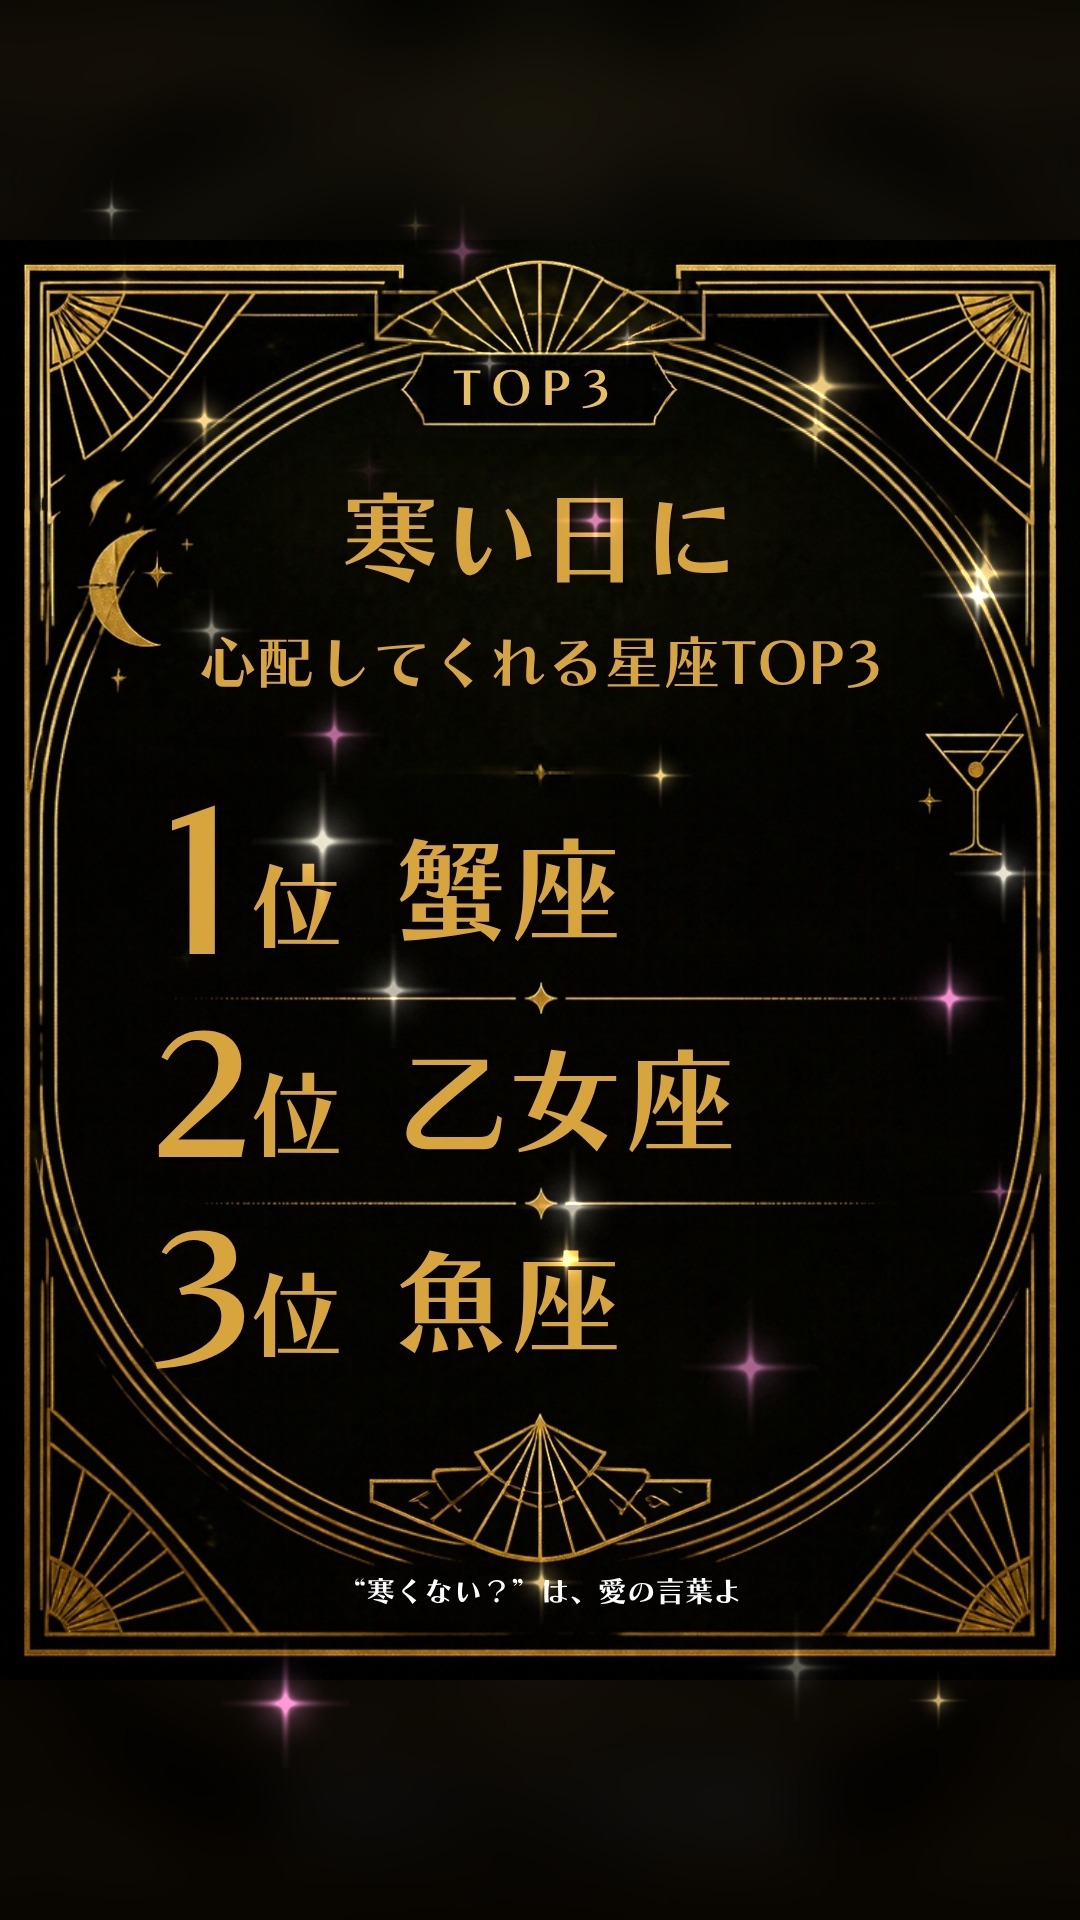 TOP3
寒い日に
心配してくれる星座TOP3
1位 蟹座
2位 乙女座
3位 魚座
“寒くない？”は、愛の言葉よ